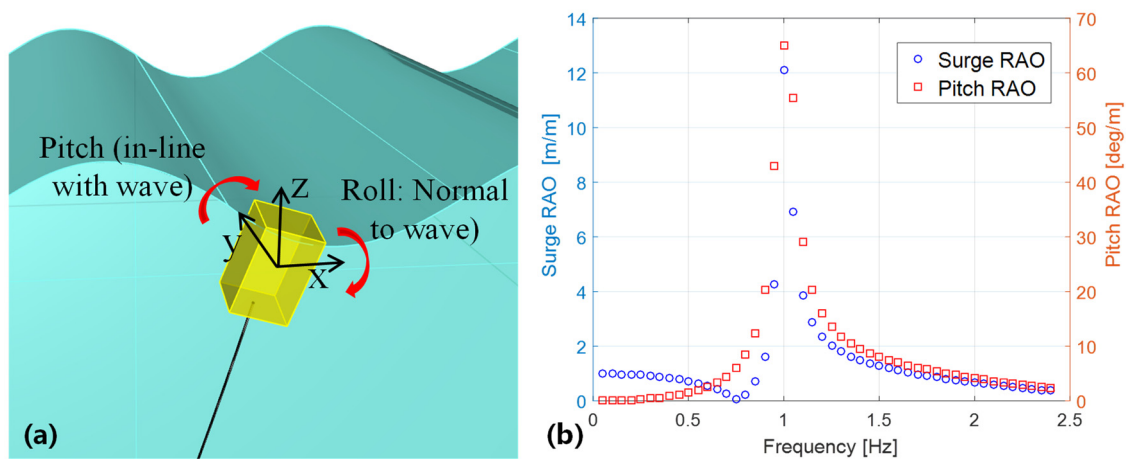 Pitch (in-line
with wave)
Z
Roll: Normal
to wave)
y
x
(a)
14
12
10
8
6
4
2
0
Surge RAO [m/m]
70
60
50
40
30
20
10
0
Pitch RAO [deg/m]
Surge RAO
Pitch RAO
0
0.5
1
1.5
2
2.5
Frequency [Hz]
(b)